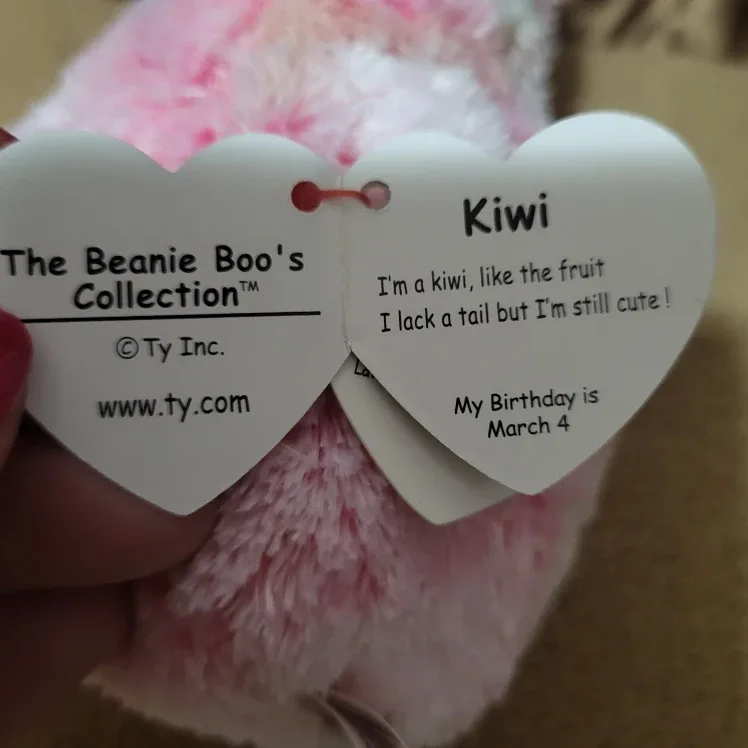 The Beanie Boo's
Collection™
© Ty Inc.
www.ty.com
Kiwi
I'm a kiwi, like the fruit
I lack a tail but I'm still cute !
My Birthday is
March 4